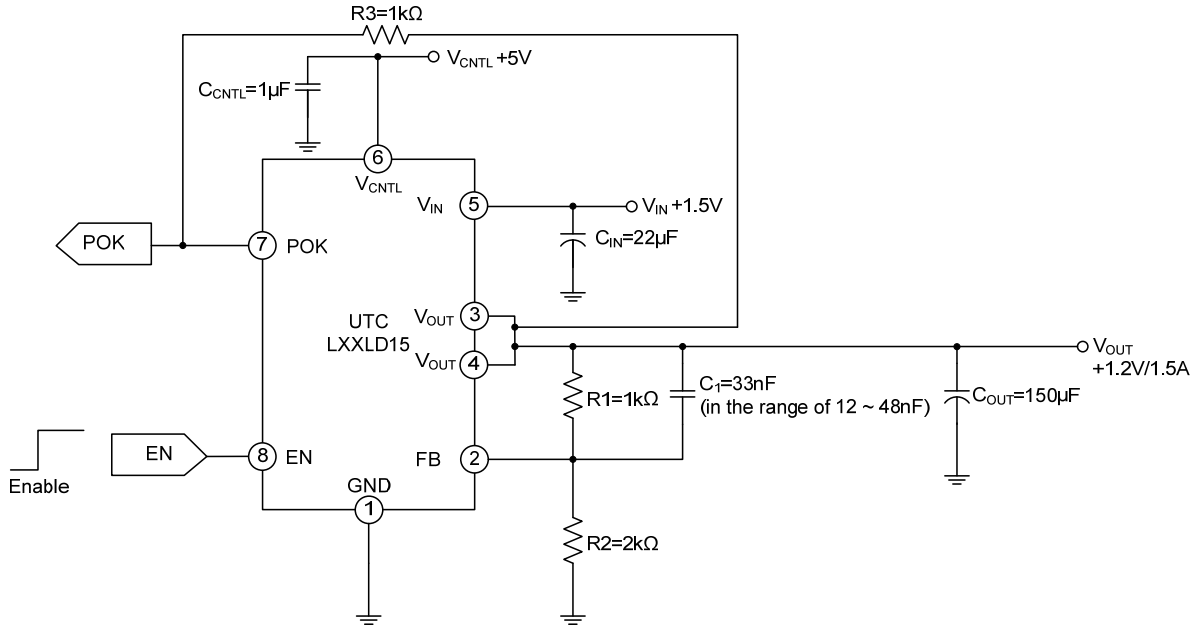 R3=1kΩ
VCNTL +5V
CCNTL=1µF
6
VCNTL
VIN
5
VIN +1.5V
CIN=22µF
POK
7
POK
VOUT
3
UTC
LXXLD15
VOUT
4
VOUT
+1.2V/1.5A
R1=1kΩ
C1=33nF
(in the range of 12 ~ 48nF)
COUT=150µF
Enable
EN
8
EN
FB
2
GND
1
R2=2kΩ